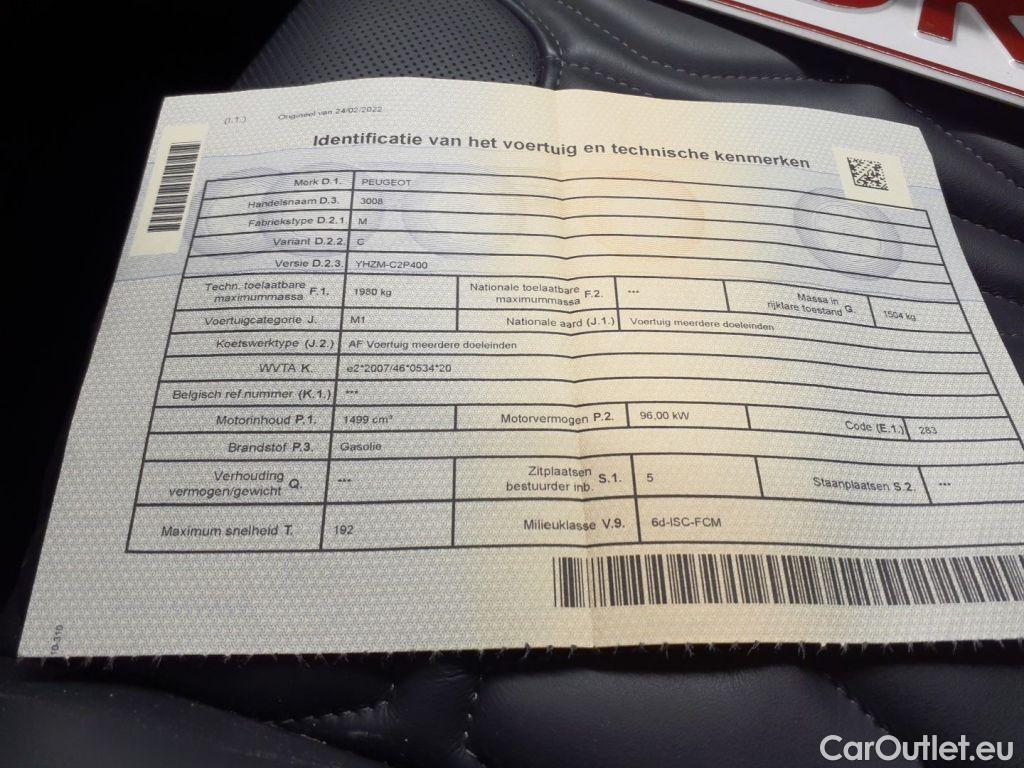 (I.1.) Origineel van 24/02/2022
Identificatie van het voertuig en technische kenmerken
Merk D.1. PEUGEOT
Handelsnaam D.3. 3008
Fabriekstype D.2.1 M
Variant D.2.2. C
Versie D.2.3. YHZM-C2P400
Techn. toelaatbare maximummassa F.1. 1980 kg Nationale toelaatbare maximummassa F.2. *** Massa in rijklare toestand G. 1504 kg
Voertuigcategorie J. M1 Nationale aard (J.1.) Voertuig meerdere doeleinden
Koetswerktype (J.2.) AF Voertuig meerdere doeleinden
WVTA K. e2*2007/46*0534*20
Belgisch ref.nummer (K.1.) ***
Motorinhoud P.1. 1499 cm³ Motorvermogen P.2. 96,00 kW Code (E.1.) 283
Brandstof P.3. Gasolie
Verhouding vermogen/gewicht Q. *** Zitplaatsen bestuurder inb. S.1. 5 Staanplaatsen S.2. ***
Maximum snelheid T. 192 Milieuklasse V.9. 6d-ISC-FCM
CarOutlet.eu